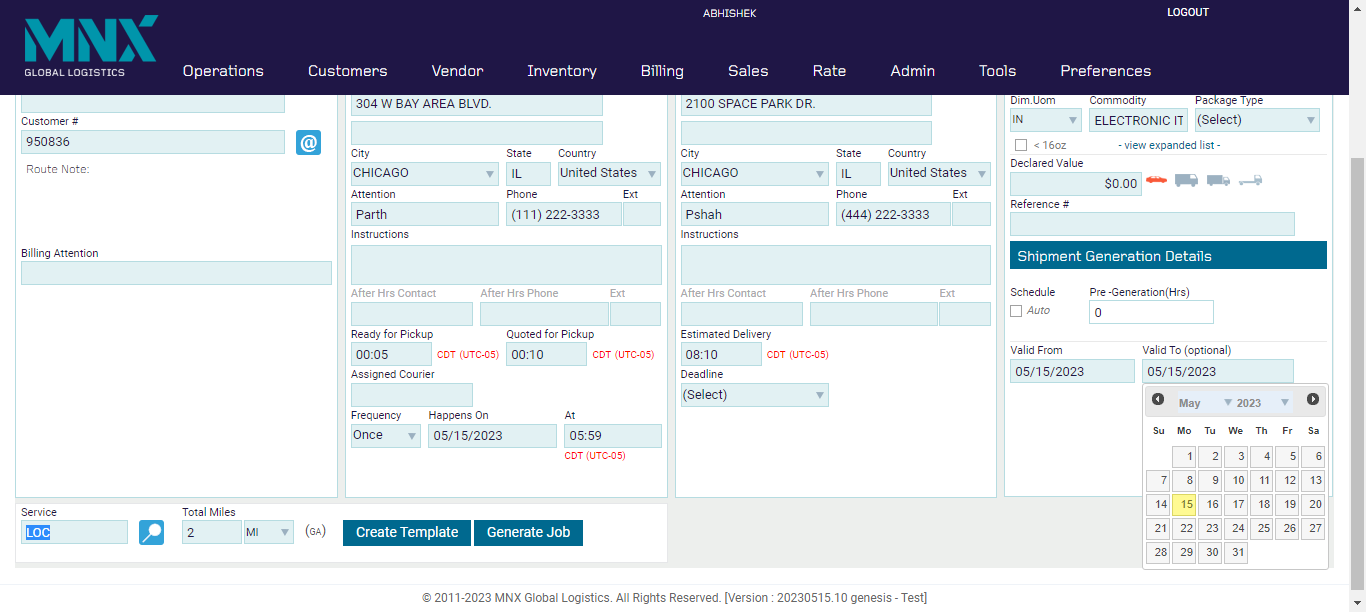 ABHISHEK
LOGOUT
MNX
GLOBAL LOGISTICS
Operations Customers Vendor Inventory Billing Sales Rate Admin Tools Preferences
Customer #
950836
@
Route Note:
Billing Attention
304 W BAY AREA BLVD.
City State Country
CHICAGO IL United States
Attention Phone Ext
Parth (111) 222-3333
Instructions
After Hrs Contact After Hrs Phone Ext
Ready for Pickup Quoted for Pickup
00:05 CDT (UTC-05) 00:10 CDT (UTC-05)
Assigned Courier
Frequency Happens On At
Once 05/15/2023 05:59
CDT (UTC-05)
2100 SPACE PARK DR.
City State Country
CHICAGO IL United States
Attention Phone Ext
Pshah (444) 222-3333
Instructions
After Hrs Contact After Hrs Phone Ext
Estimated Delivery
08:10 CDT (UTC-05)
Deadline
(Select)
Dim.Uom Commodity Package Type
IN ELECTRONIC IT (Select)
< 16oz - view expanded list -
Declared Value
$0.00
Reference #
Shipment Generation Details
Schedule Pre -Generation(Hrs)
Auto 0
Valid From Valid To (optional)
05/15/2023 05/15/2023
May 2023
Su Mo Tu We Th Fr Sa
1 2 3 4 5 6
7 8 9 10 11 12 13
14 15 16 17 18 19 20
21 22 23 24 25 26 27
28 29 30 31
Service Total Miles
LOC 2 MI (GA) Create Template Generate Job
© 2011-2023 MNX Global Logistics. All Rights Reserved. [Version : 20230515.10 genesis - Test]